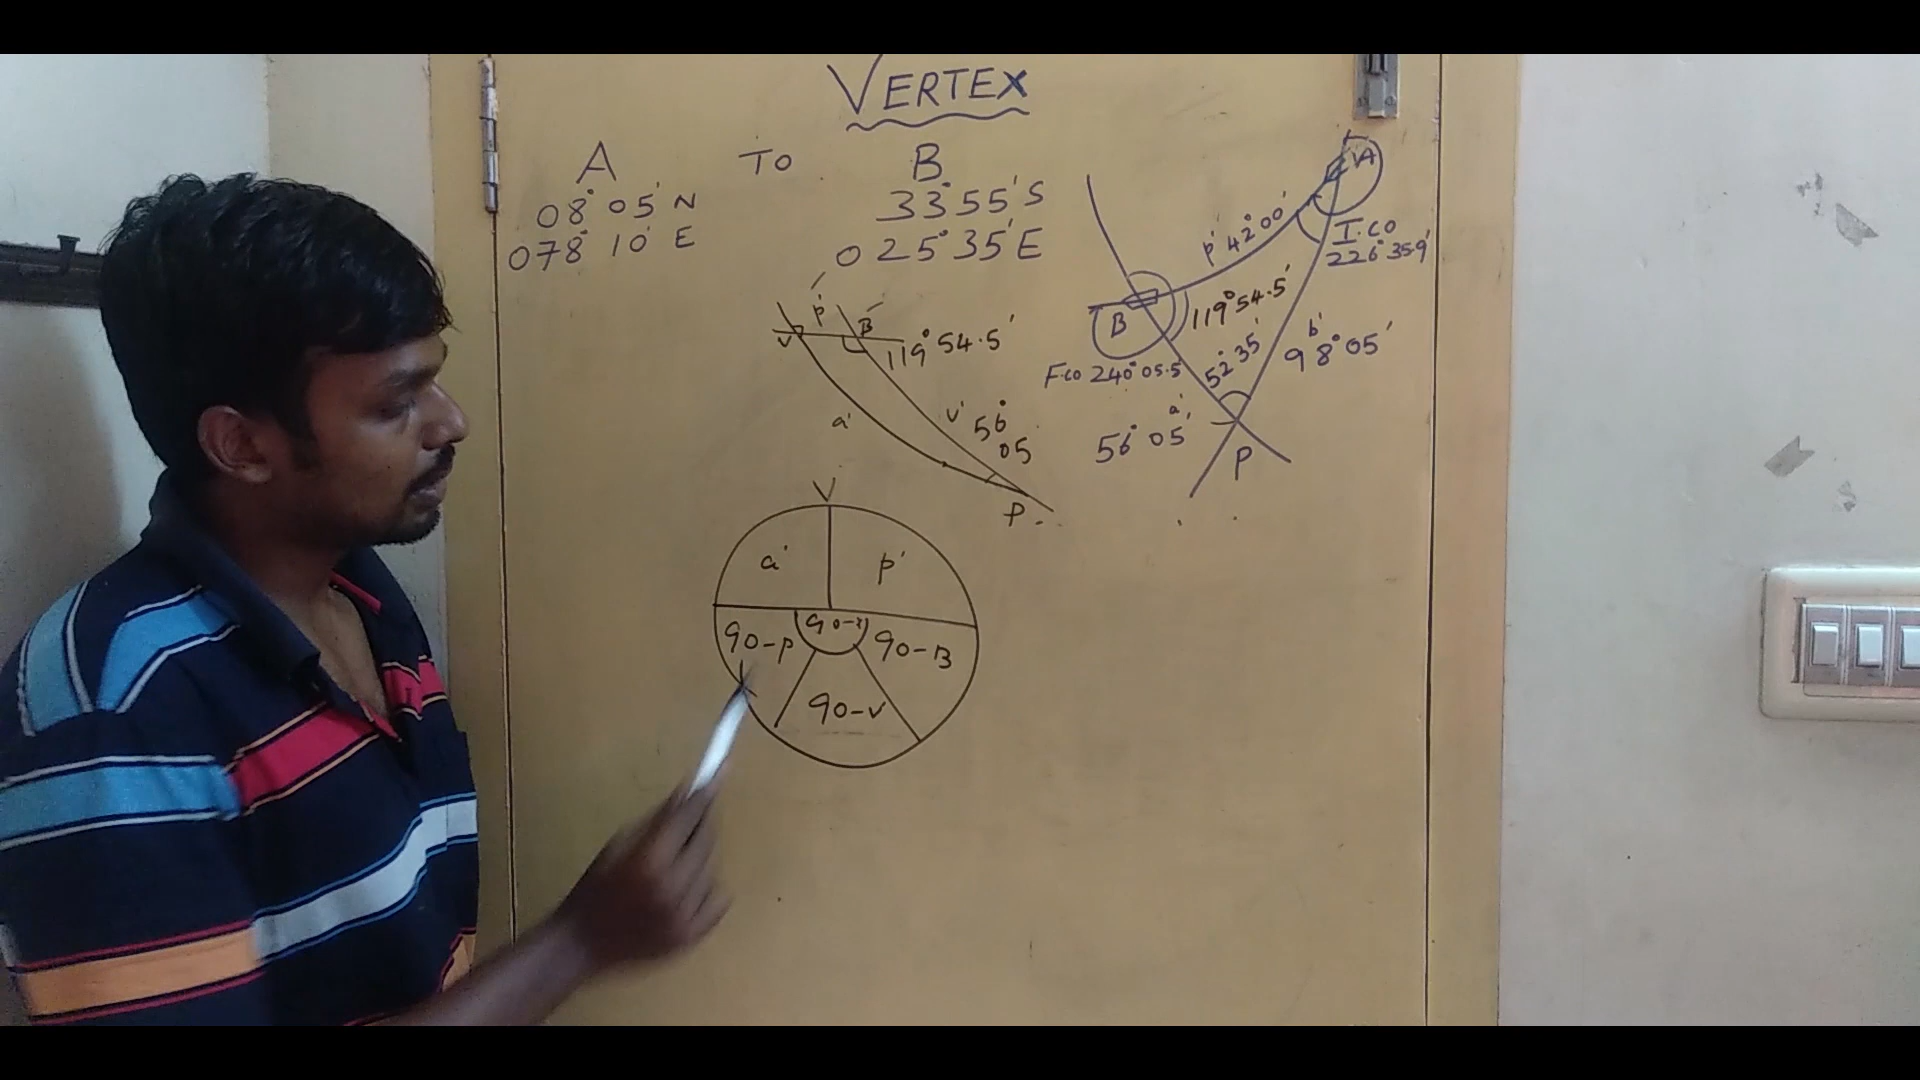 VERTEX
A TO B
08° 05' N 33° 55' S
078° 10' E 025° 35' E
A
p' 42° 00'
I.co
226° 35.9'
B
119° 54.5'
F.co 240° 05.5'
52° 35'
b'
98° 05'
a'
56° 05'
P
p'
V B
119° 54.5'
a'
v' 56°
05
P.
V
a' p'
90-P 90-B
90-v